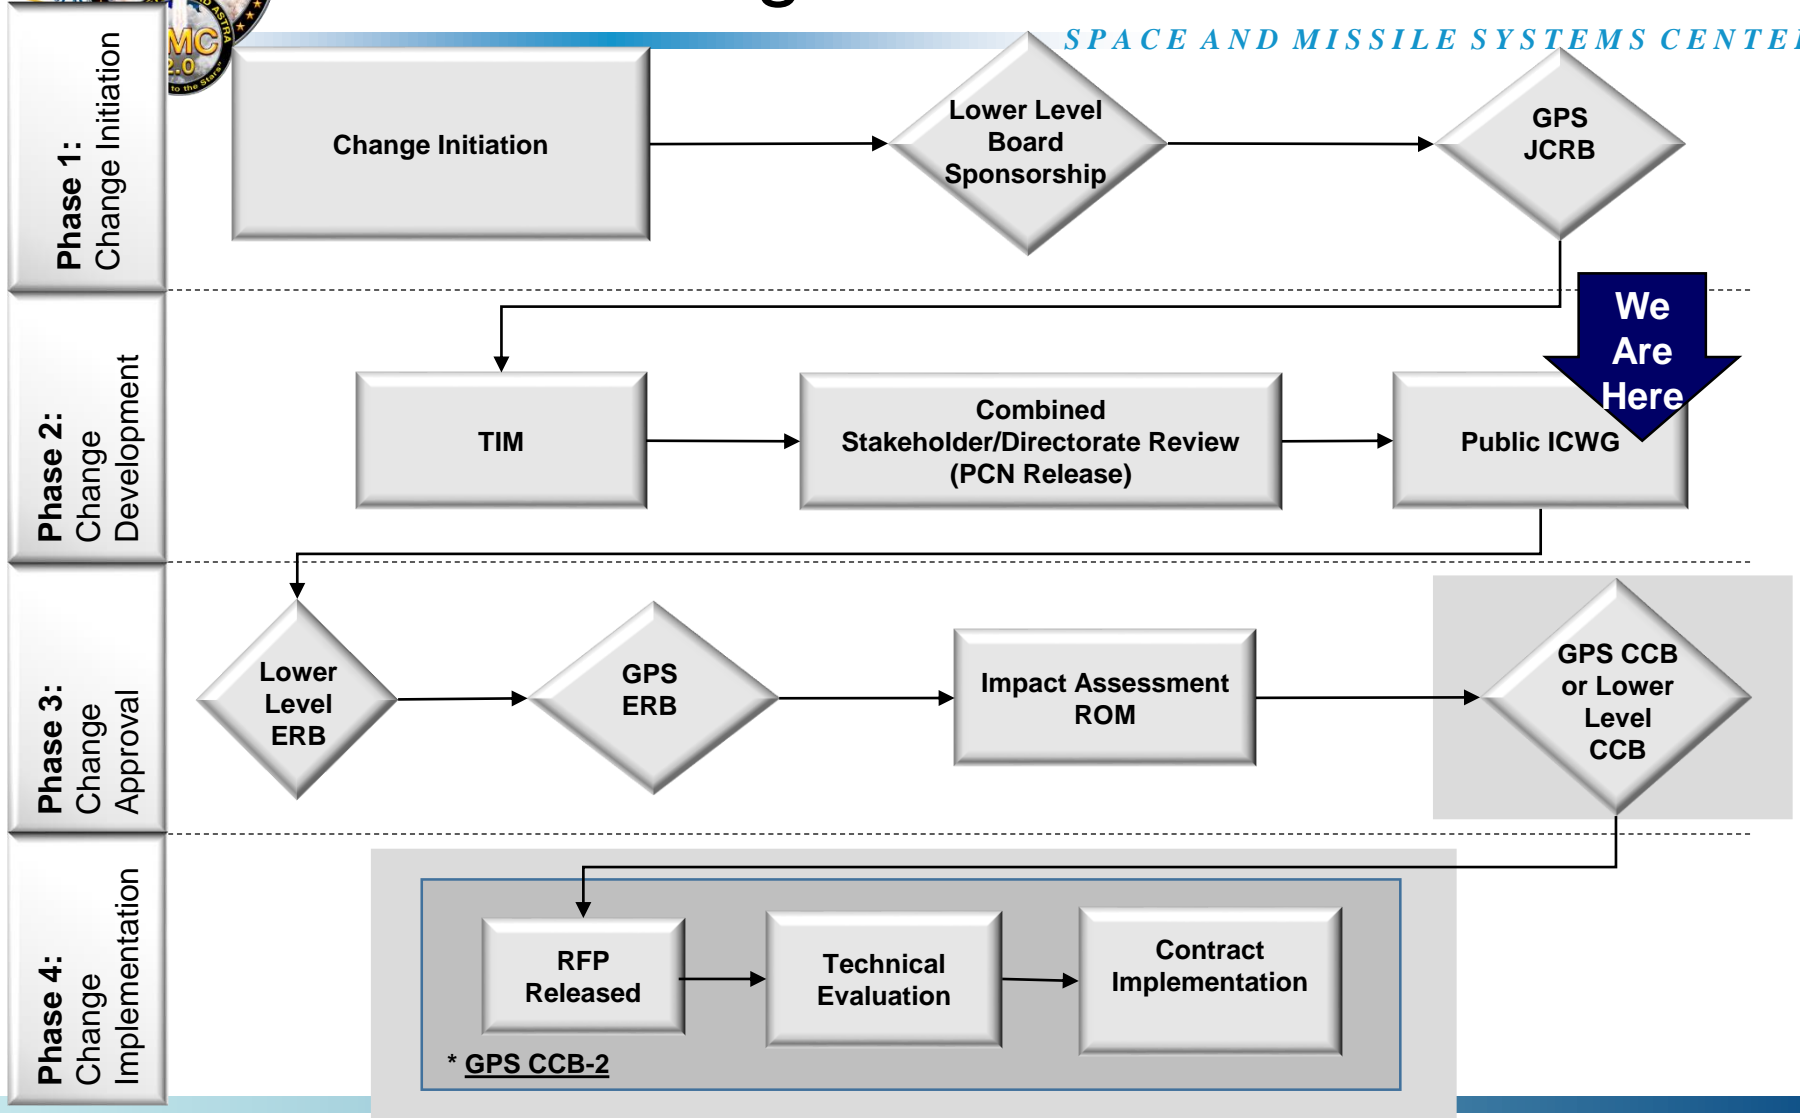 SPACE AND MISSILE SYSTEMS CENTER
Phase 1:
Change Initiation
Change Initiation
Lower Level
Board
Sponsorship
GPS
JCRB
We
Are
Here
Phase 2:
Change
Development
TIM
Combined
Stakeholder/Directorate Review
(PCN Release)
Public ICWG
Phase 3:
Change
Approval
Lower
Level
ERB
GPS
ERB
Impact Assessment
ROM
GPS CCB
or Lower
Level
CCB
Phase 4:
Change
Implementation
RFP
Released
Technical
Evaluation
Contract
Implementation
* GPS CCB-2